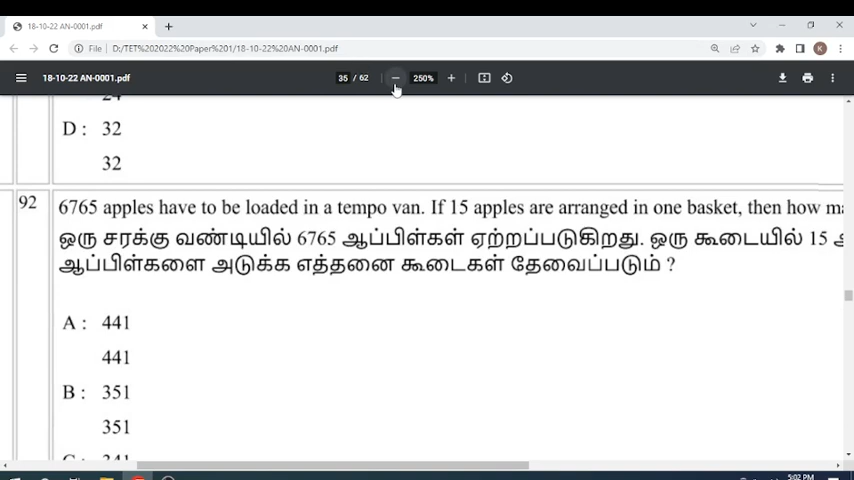 18-10-22 AN-0001.pdf
File | D:/TET%202022%20Paper%201/18-10-22%20AN-0001.pdf
K
18-10-22 AN-0001.pdf
35 / 62
250%
24
D : 32
32
92
6765 apples have to be loaded in a tempo van. If 15 apples are arranged in one basket, then how
ஒரு சரக்கு வண்டியில் 6765 ஆப்பிள்கள் ஏற்றப்படுகிறது. ஒரு கூடையில் 15
ஆப்பிள்களை அடுக்க எத்தனை கூடைகள் தேவைப்படும் ?
A : 441
441
B : 351
351
C : 341
5:02 PM